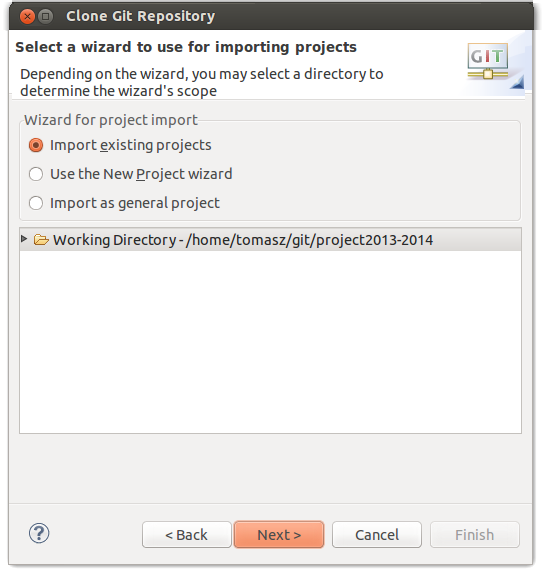 Clone Git Repository
Select a wizard to use for importing projects
Depending on the wizard, you may select a directory to
determine the wizard's scope
GIT
Wizard for project import
Import existing projects
Use the New Project wizard
Import as general project
Working Directory - /home/tomasz/git/project2013-2014
?
< Back
Next >
Cancel
Finish